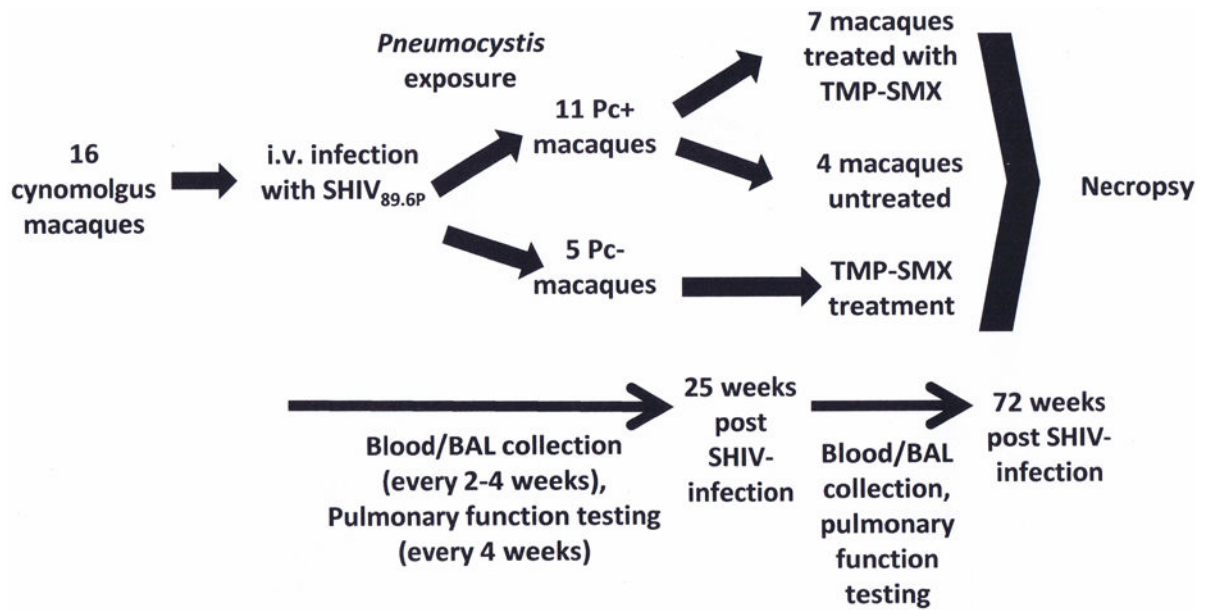 16
cynomolgus
macaques
i.v. infection
with SHIV89.6P
Pneumocystis
exposure
11 Pc+
macaques
5 Pc-
macaques
7 macaques
treated with
TMP-SMX
4 macaques
untreated
TMP-SMX
treatment
Necropsy
Blood/BAL collection
(every 2-4 weeks),
Pulmonary function testing
(every 4 weeks)
25 weeks
post
SHIV-
infection
Blood/BAL
collection,
pulmonary
function
testing
72 weeks
post SHIV-
infection